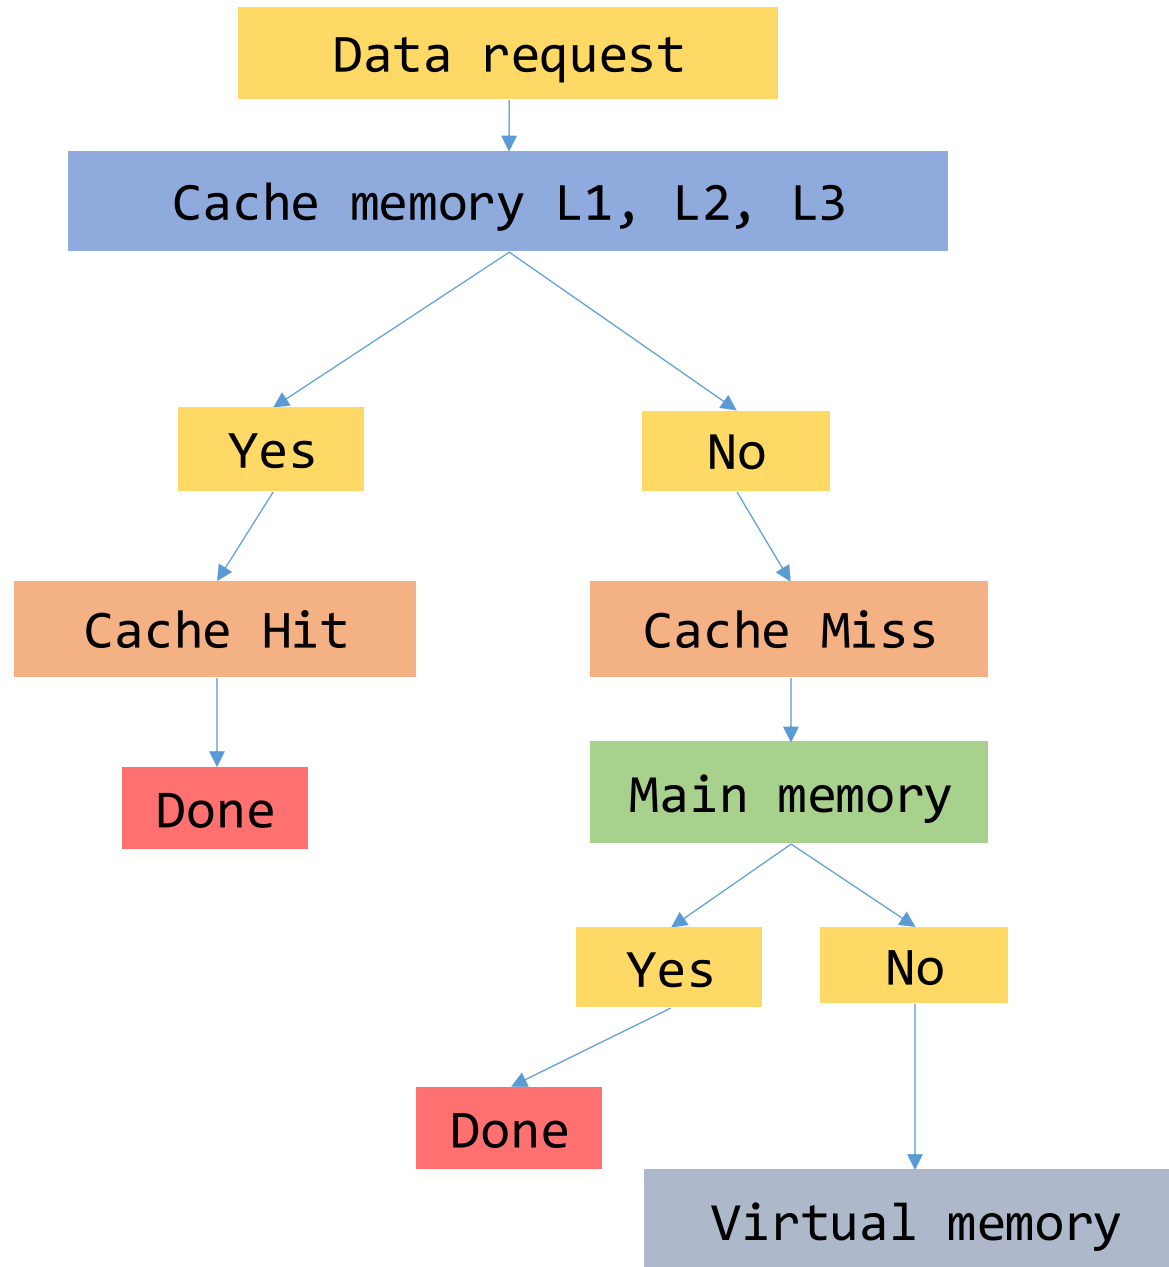 Data request
Cache memory L1, L2, L3
Yes
No
Cache Hit
Cache Miss
Done
Main memory
Yes
No
Done
Virtual memory